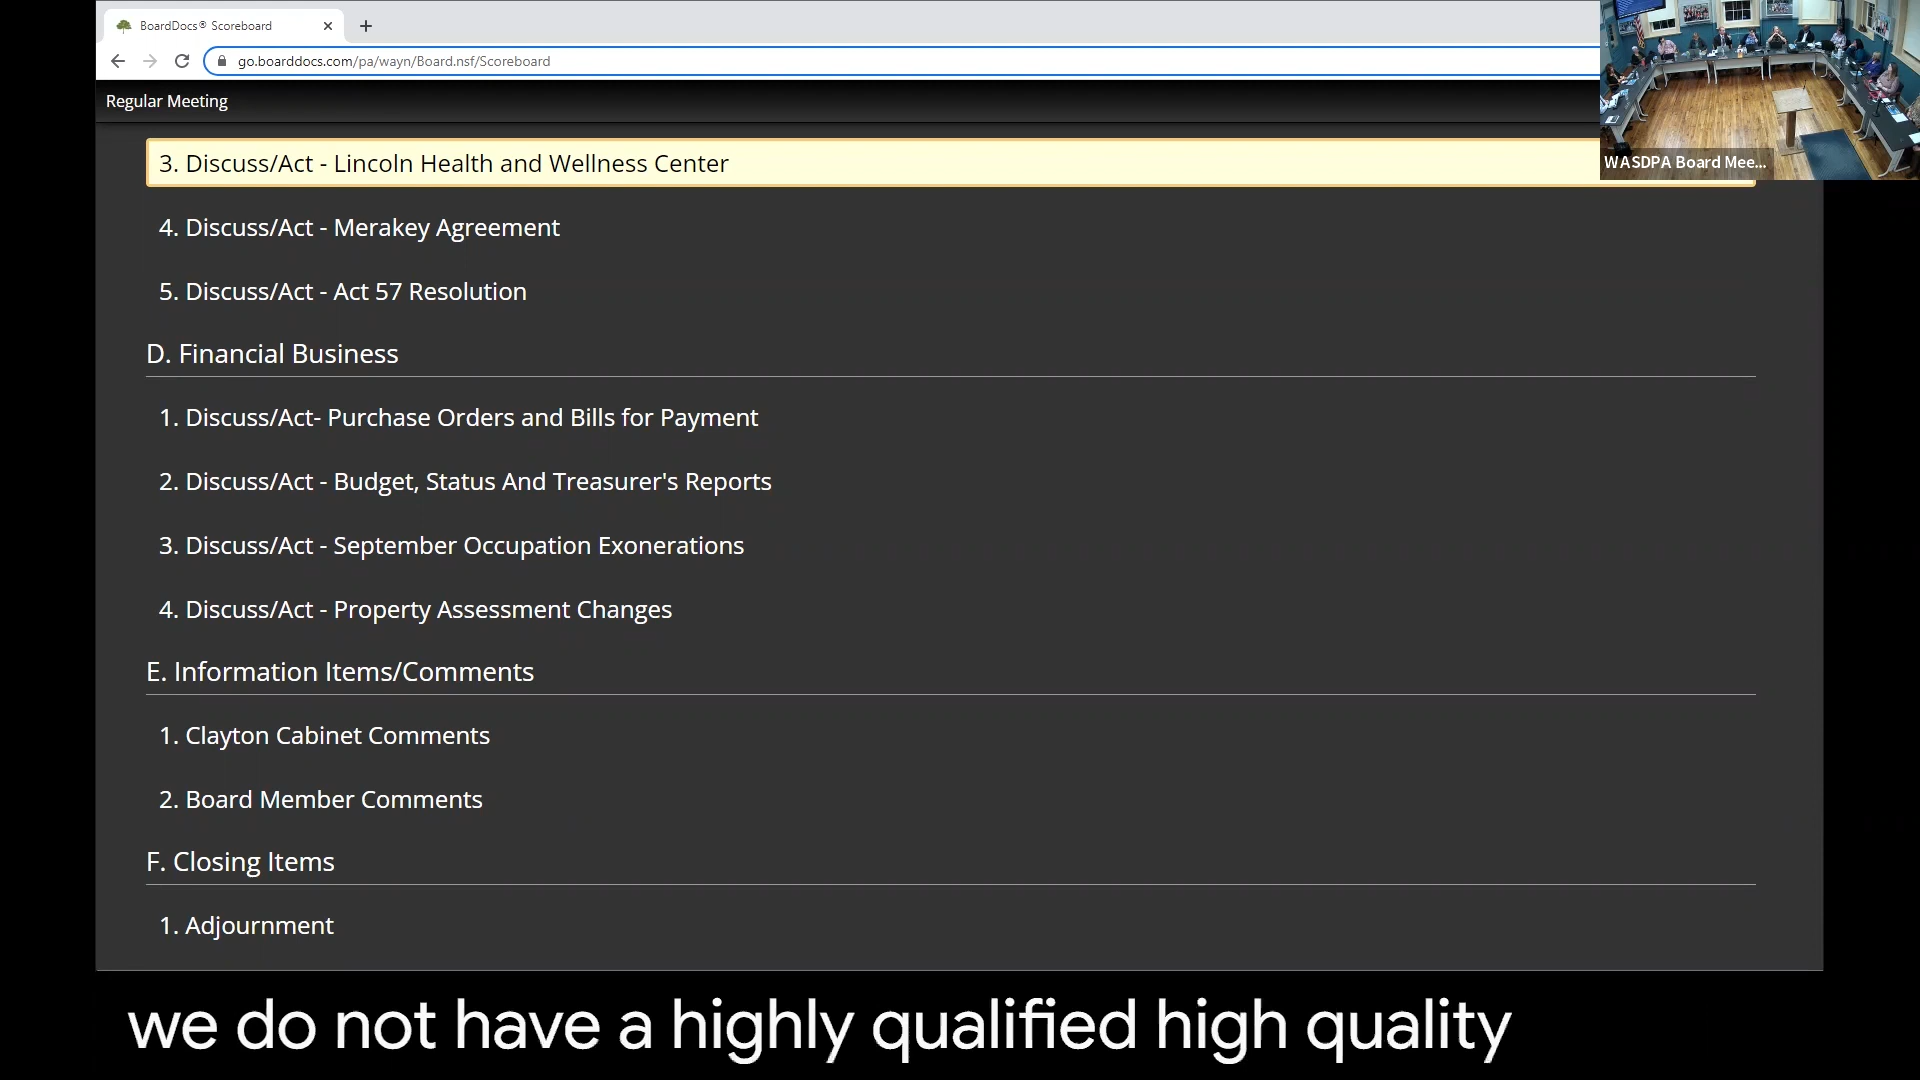 BoardDocs® Scoreboard
go.boarddocs.com/pa/wayn/Board.nsf/Scoreboard
Regular Meeting
WASDPA Board Mee...
3. Discuss/Act - Lincoln Health and Wellness Center
4. Discuss/Act - Merakey Agreement
5. Discuss/Act - Act 57 Resolution
D. Financial Business
1. Discuss/Act- Purchase Orders and Bills for Payment
2. Discuss/Act - Budget, Status And Treasurer's Reports
3. Discuss/Act - September Occupation Exonerations
4. Discuss/Act - Property Assessment Changes
E. Information Items/Comments
1. Clayton Cabinet Comments
2. Board Member Comments
F. Closing Items
1. Adjournment
we do not have a highly qualified high quality